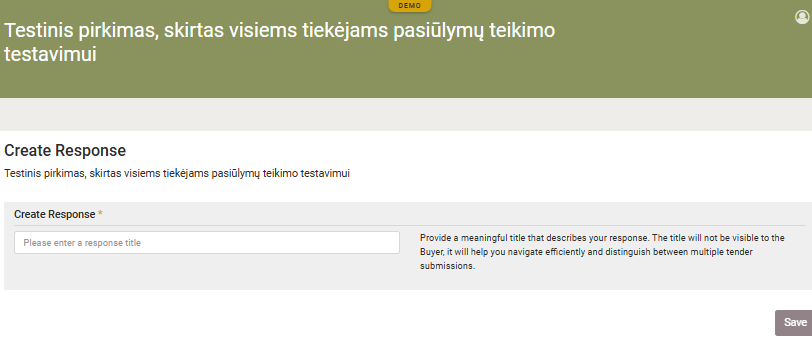 DEMO
Testinis pirkimas, skirtas visiems tiekėjams pasiūlymų teikimo
testavimui
Create Response
Testinis pirkimas, skirtas visiems tiekėjams pasiūlymų teikimo testavimui
Create Response *
Please enter a response title
Provide a meaningful title that describes your response. The title will not be visible to the
Buyer, it will help you navigate efficiently and distinguish between multiple tender
submissions.
Save